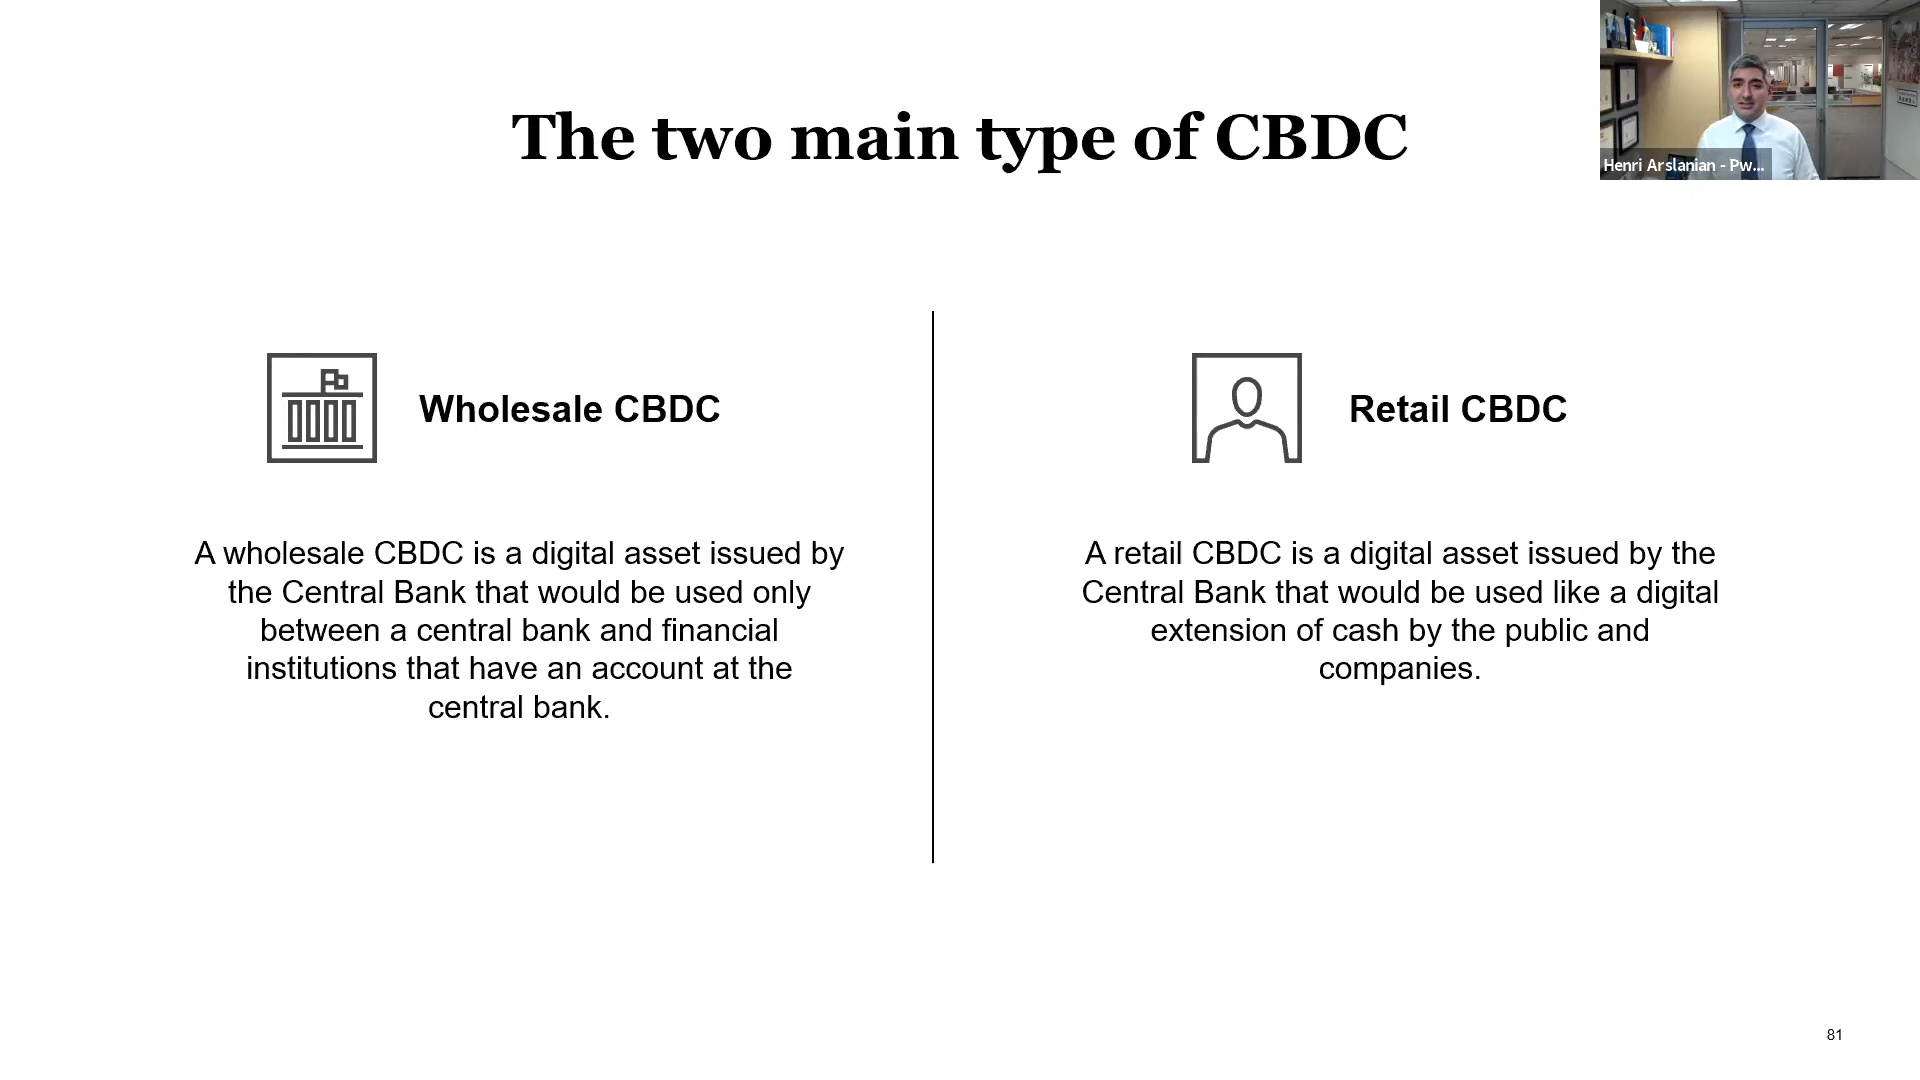 The two main type of CBDC
Henri Arslanian - Pw...
Wholesale CBDC
A wholesale CBDC is a digital asset issued by
the Central Bank that would be used only
between a central bank and financial
institutions that have an account at the
central bank.
Retail CBDC
A retail CBDC is a digital asset issued by the
Central Bank that would be used like a digital
extension of cash by the public and
companies.
81